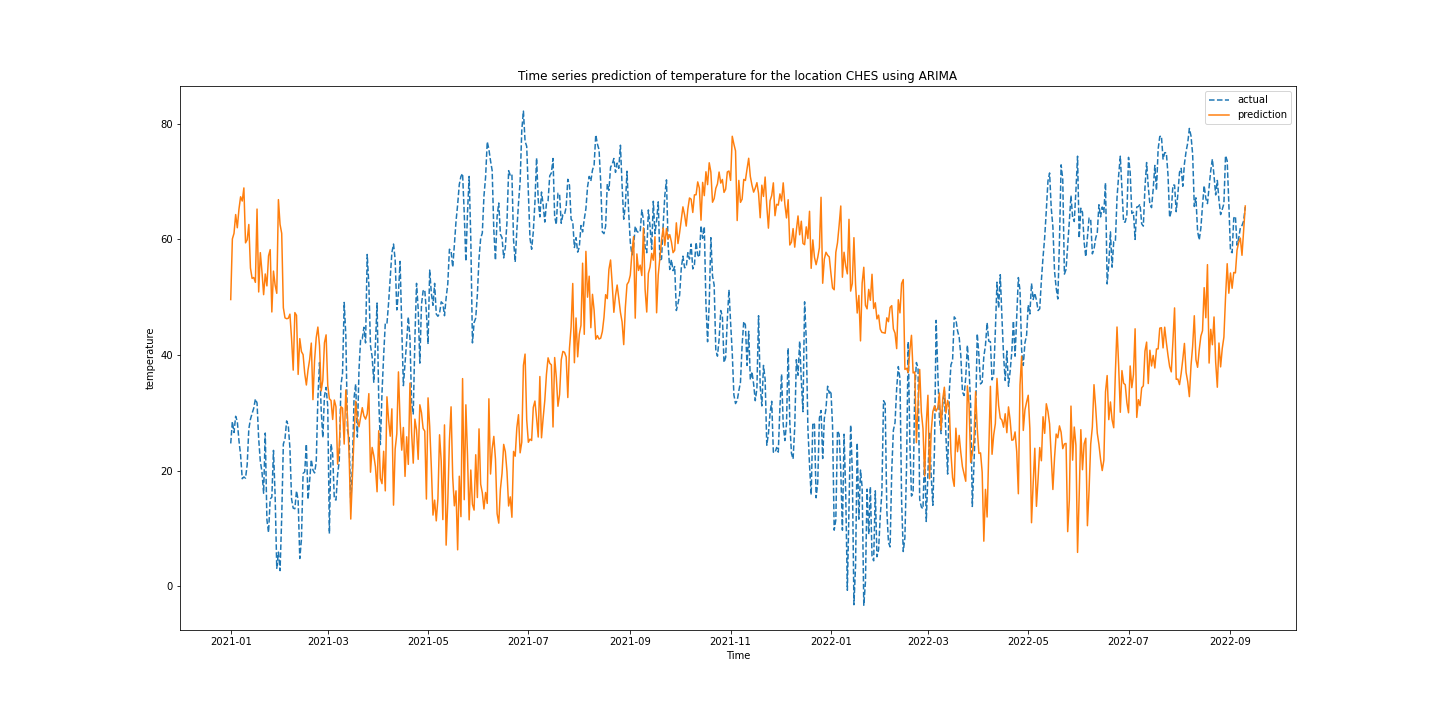 Time series prediction of temperature for the location CHES using ARIMA
actual
prediction
80
60
40
20
0
temperature
2021-01 2021-03 2021-05 2021-07 2021-09 2021-11 2022-01 2022-03 2022-05 2022-07 2022-09
Time